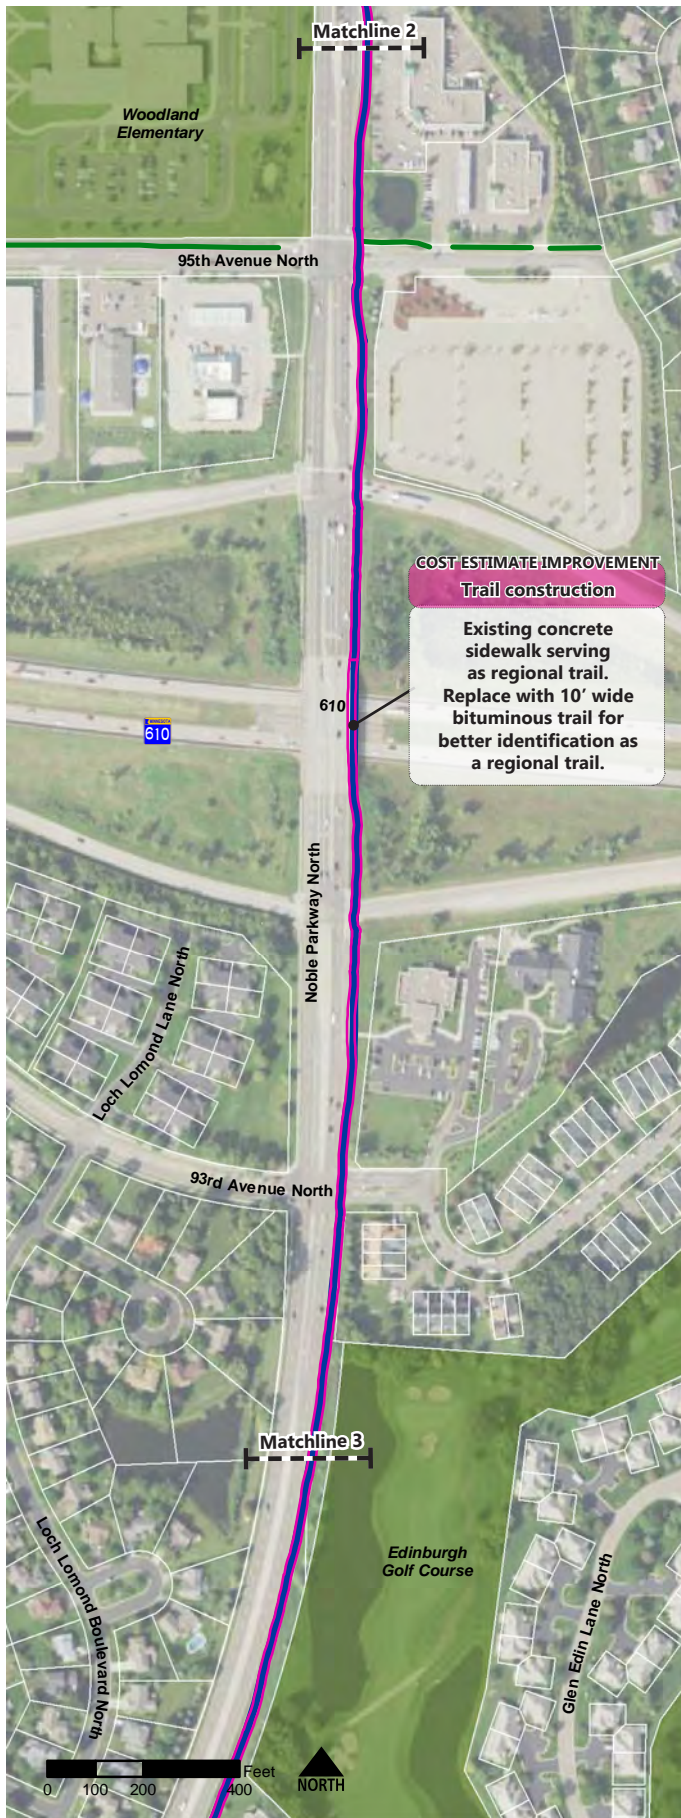 Matchline 2
Woodland
Elementary
95th Avenue North
COST ESTIMATE IMPROVEMENT
Trail construction
Existing concrete
sidewalk serving
as regional trail.
Replace with 10' wide
bituminous trail for
better identification as
a regional trail.
610
MINNESOTA
610
Noble Parkway North
Loch Lomond Lane North
93rd Avenue North
Matchline 3
Edinburgh
Golf Course
Loch Lomond Boulevard North
Glen Edin Lane North
Feet
0 100 200 400
NORTH